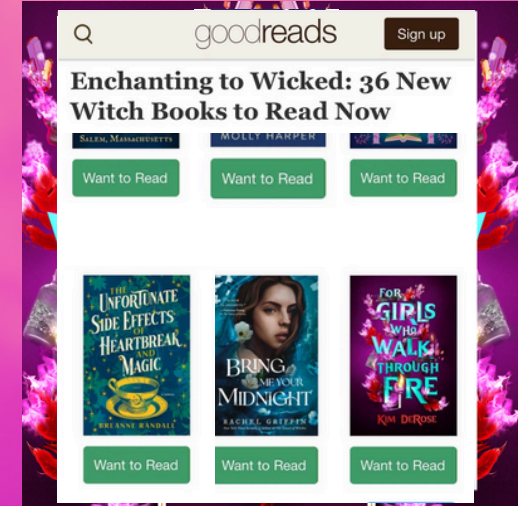 goodreads
Sign up
Enchanting to Wicked: 36 New
Witch Books to Read Now
SALEM, MASSACHUSETTS
MOLLY HARPER
Want to Read
Want to Read
Want to Read
THE
UNFORTUNATE
SIDE EFFECTS
OF
HEARTBREAK
AND
MAGIC
BREANNE RANDALL
BRING
ME YOUR
MIDNIGHT
RACHEL GRIFFIN
FOR
GIRLS
WHO
WALK
THROUGH
FIRE
KIM DEROSE
Want to Read
Want to Read
Want to Read